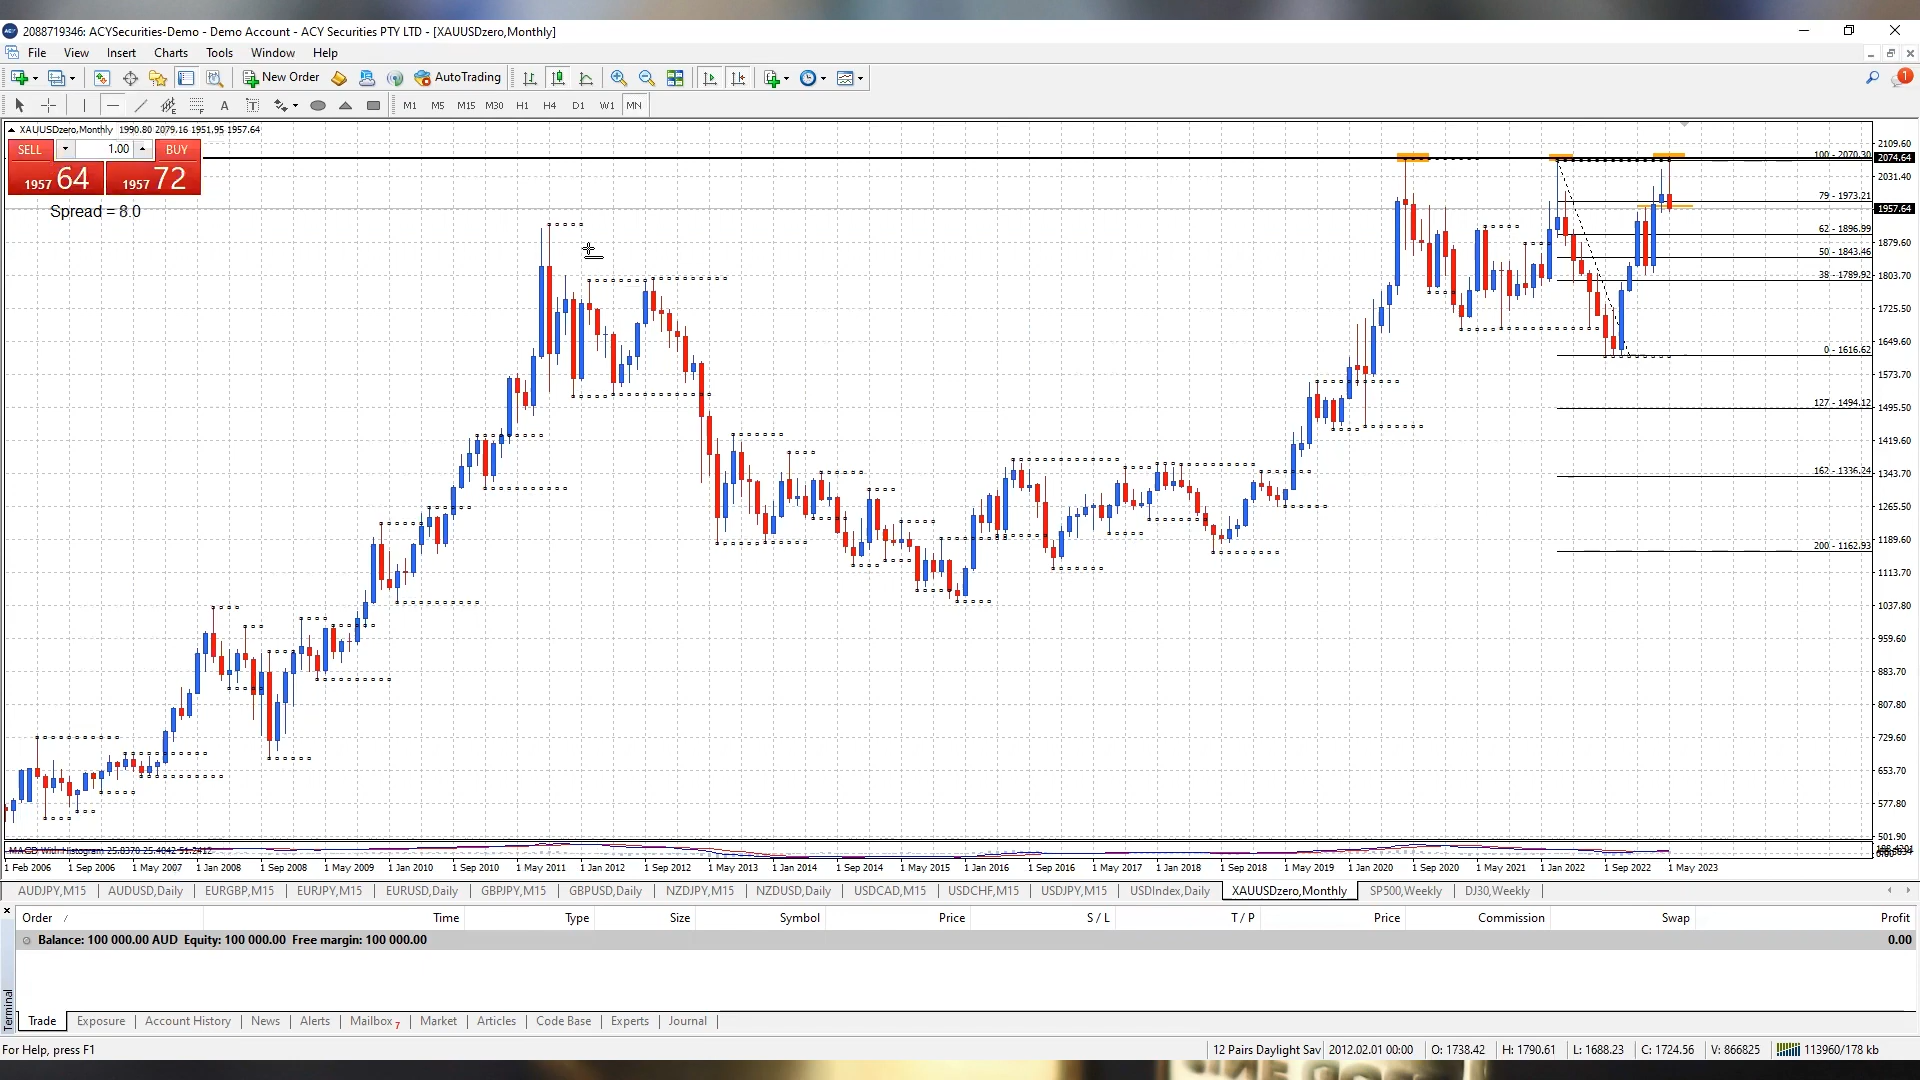 2088719346: ACYSecurities-Demo - Demo Account - ACY Securities PTY LTD - [XAUUSDzero,Monthly]
File View Insert Charts Tools Window Help
New Order AutoTrading 1
A T M1 M5 M15 M30 H1 H4 D1 W1 MN
XAUUSDzero,Monthly 1990.80 2079.16 1951.95 1957.64
SELL 1.00 BUY
1957 64 1957 72
Spread = 8.0
2109.60
100 - 2070.30
2074.64
2031.40
79 - 1973.21
1957.64
62 - 1896.99
1879.60
50 - 1843.46
38 - 1789.92
1803.70
1725.50
1649.60
0 - 1616.62
1573.70
127 - 1494.12
1495.50
1419.60
162 - 1336.24
1343.70
1265.50
1189.60
200 - 1162.93
1113.70
1037.80
959.60
883.70
807.80
729.60
653.70
577.80
501.90
MACD With Histogram 25.8370 25.4042 51.2412
1 Feb 2006 1 Sep 2006 1 May 2007 1 Jan 2008 1 Sep 2008 1 May 2009 1 Jan 2010 1 Sep 2010 1 May 2011 1 Jan 2012 1 Sep 2012 1 May 2013 1 Jan 2014 1 Sep 2014 1 May 2015 1 Jan 2016 1 Sep 2016 1 May 2017 1 Jan 2018 1 Sep 2018 1 May 2019 1 Jan 2020 1 Sep 2020 1 May 2021 1 Jan 2022 1 Sep 2022 1 May 2023
AUDJPY,M15 AUDUSD,Daily EURGBP,M15 EURJPY,M15 EURUSD,Daily GBPJPY,M15 GBPUSD,Daily NZDJPY,M15 NZDUSD,Daily USDCAD,M15 USDCHF,M15 USDJPY,M15 USDIndex,Daily XAUUSDzero,Monthly SP500,Weekly DJ30,Weekly
Order / Time Type Size Symbol Price S / L T / P Price Commission Swap Profit
Balance: 100 000.00 AUD Equity: 100 000.00 Free margin: 100 000.00 0.00
Terminal
Trade Exposure Account History News Alerts Mailbox 7 Market Articles Code Base Experts Journal
For Help, press F1 12 Pairs Daylight Sav 2012.02.01 00:00 O: 1738.42 H: 1790.61 L: 1688.23 C: 1724.56 V: 866825 113960/178 kb